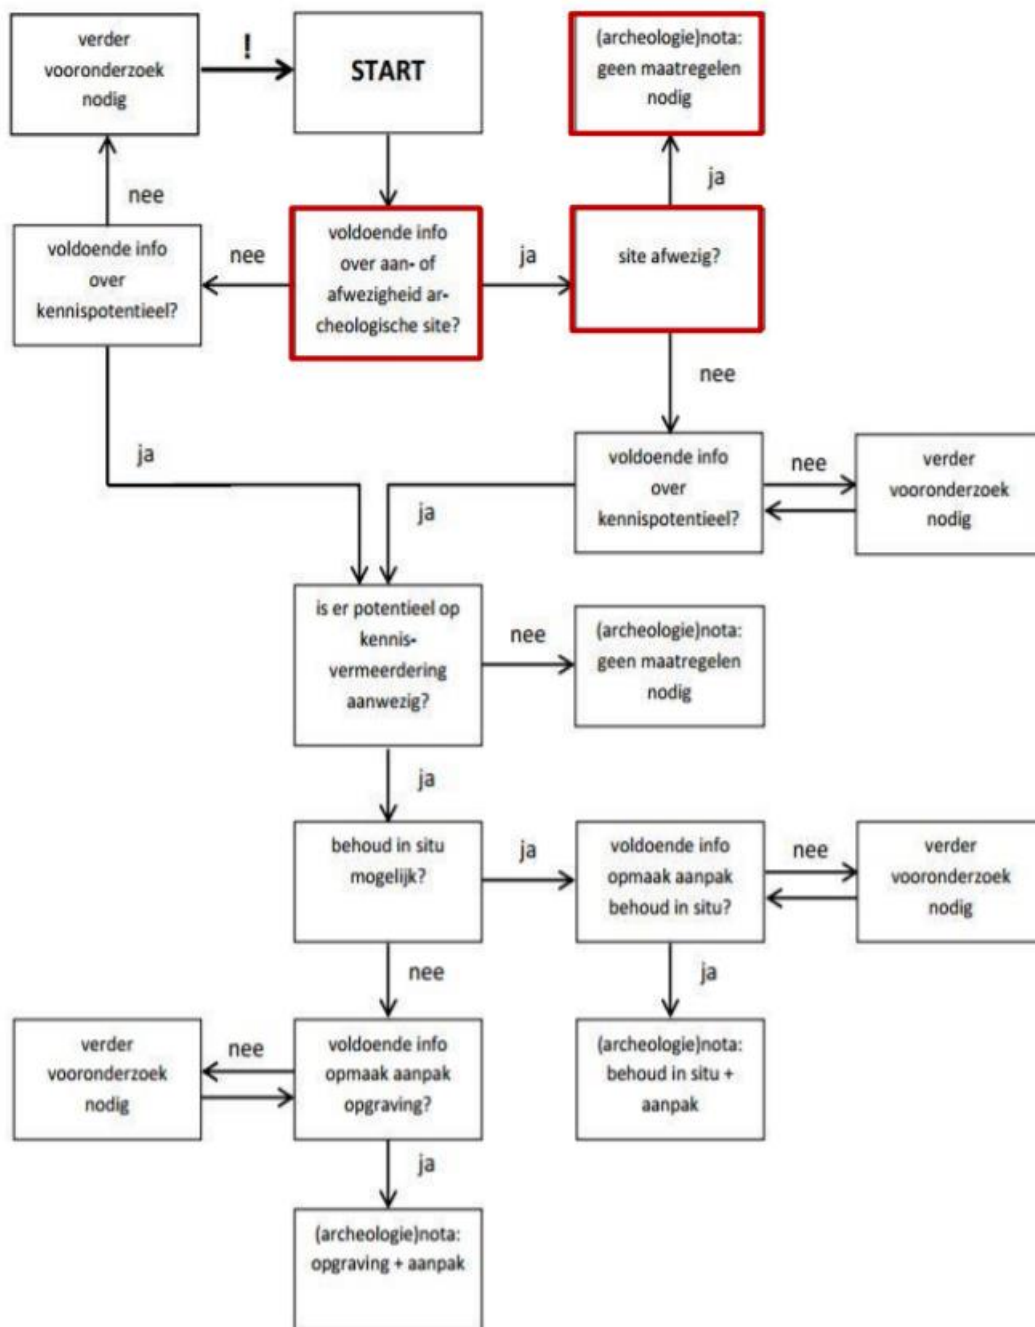 verder
vooronderzoek
nodig
!
START
(archeologie)nota:
geen maatregelen
nodig
nee
ja
voldoende info
over
kennispotentieel?
nee
voldoende info
over aan- of
afwezigheid ar-
cheologische site?
ja
site afwezig?
nee
ja
voldoende info
over
kennispotentieel?
nee
verder
vooronderzoek
nodig
ja
is er potentieel op
kennis-
vermeerdering
aanwezig?
nee
(archeologie)nota:
geen maatregelen
nodig
ja
behoud in situ
mogelijk?
ja
voldoende info
opmaak aanpak
behoud in situ?
nee
verder
vooronderzoek
nodig
nee
ja
verder
vooronderzoek
nodig
nee
voldoende info
opmaak aanpak
opgraving?
(archeologie)nota:
behoud in situ +
aanpak
ja
(archeologie)nota:
opgraving + aanpak